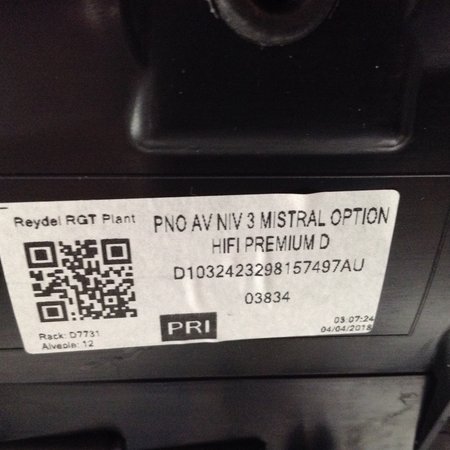 Reydel RGT Plant
PNO AV NIV 3 MISTRAL OPTION
HIFI PREMIUM D
D1032423298157497AU
03834
PRI
Rack: D7731
Alveole: 12
03:07:24
04/04/2018